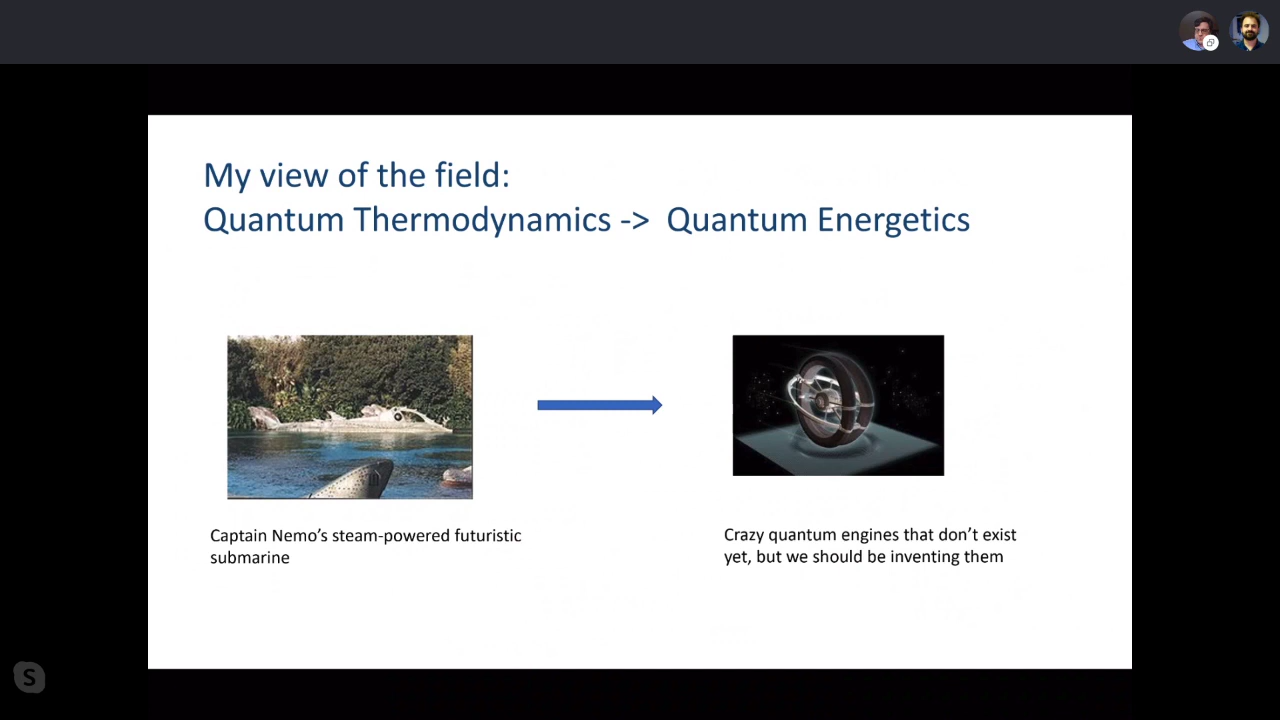 My view of the field:
Quantum Thermodynamics -> Quantum Energetics
Captain Nemo's steam-powered futuristic
submarine
Crazy quantum engines that don't exist
yet, but we should be inventing them
S